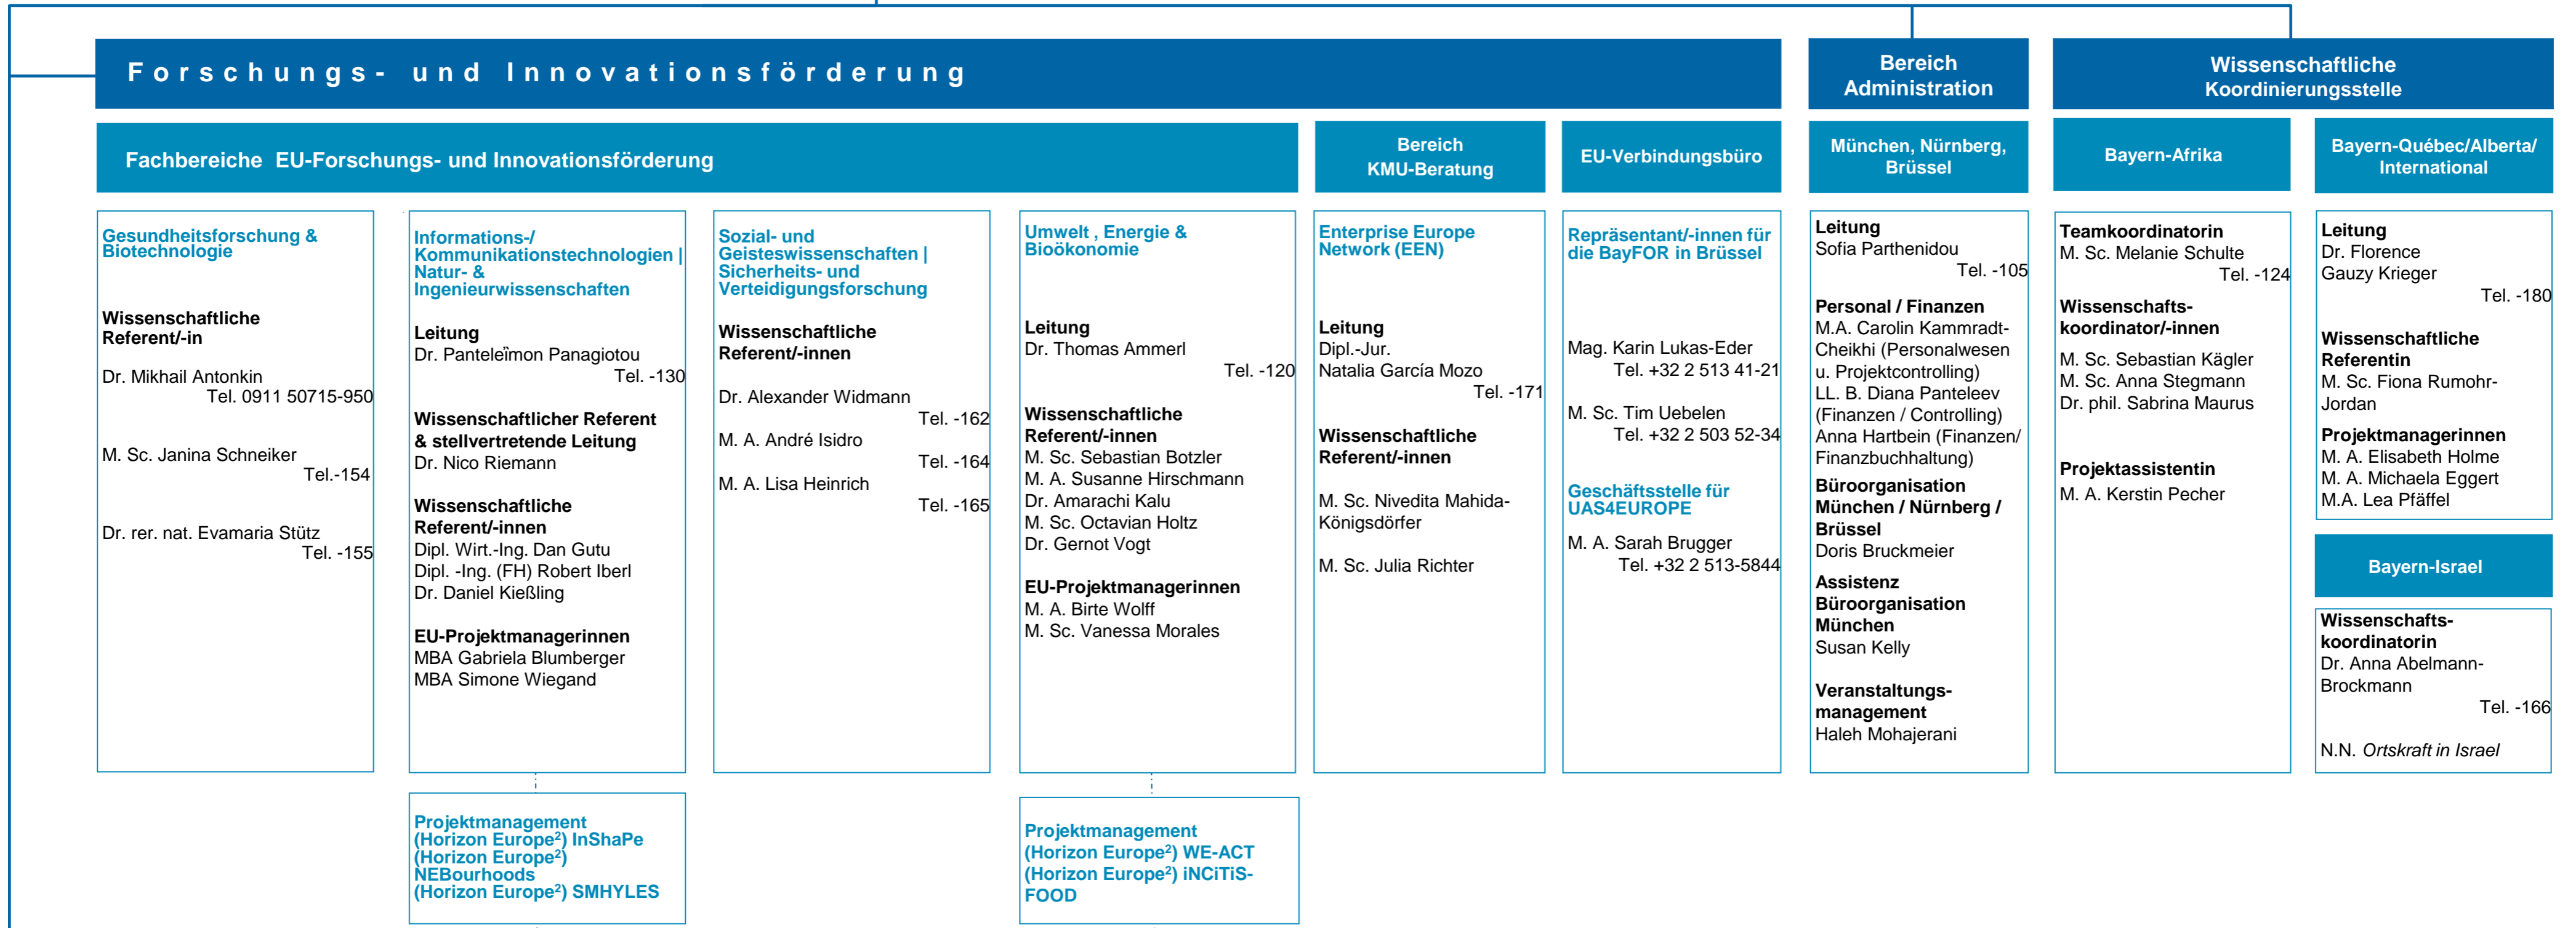 Forschungs- und Innovationsförderung
Bereich
Administration
Wissenschaftliche
Koordinierungsstelle
Fachbereiche EU-Forschungs- und Innovationsförderung
Bereich
KMU-Beratung
EU-Verbindungsbüro
München, Nürnberg,
Brüssel
Bayern-Afrika
Bayern-Québec/Alberta/
International
Gesundheitsforschung &
Biotechnologie
Wissenschaftliche
Referent/-in
Dr. Mikhail Antonkin
Tel. 0911 50715-950
M. Sc. Janina Schneiker
Tel.-154
Dr. rer. nat. Evamaria Stütz
Tel. -155
Informations-/
Kommunikationstechnologien |
Natur- &
Ingenieurwissenschaften
Leitung
Dr. Panteleïmon Panagiotou
Tel. -130
Wissenschaftlicher Referent
& stellvertretende Leitung
Dr. Nico Riemann
Wissenschaftliche
Referent/-innen
Dipl. Wirt.-Ing. Dan Gutu
Dipl. -Ing. (FH) Robert Iberl
Dr. Daniel Kießling
EU-Projektmanagerinnen
MBA Gabriela Blumberger
MBA Simone Wiegand
Projektmanagement
(Horizon Europe²) InShaPe
(Horizon Europe²)
NEBourhoods
(Horizon Europe²) SMHYLES
Sozial- und
Geisteswissenschaften |
Sicherheits- und
Verteidigungsforschung
Wissenschaftliche
Referent/-innen
Dr. Alexander Widmann
Tel. -162
M. A. André Isidro
Tel. -164
M. A. Lisa Heinrich
Tel. -165
Umwelt , Energie &
Bioökonomie
Leitung
Dr. Thomas Ammerl
Tel. -120
Wissenschaftliche
Referent/-innen
M. Sc. Sebastian Botzler
M. A. Susanne Hirschmann
Dr. Amarachi Kalu
M. Sc. Octavian Holtz
Dr. Gernot Vogt
EU-Projektmanagerinnen
M. A. Birte Wolff
M. Sc. Vanessa Morales
Projektmanagement
(Horizon Europe²) WE-ACT
(Horizon Europe²) iNCiTiS-
FOOD
Enterprise Europe
Network (EEN)
Leitung
Dipl.-Jur.
Natalia García Mozo
Tel. -171
Wissenschaftliche
Referent/-innen
M. Sc. Nivedita Mahida-
Königsdörfer
M. Sc. Julia Richter
Repräsentant/-innen für
die BayFOR in Brüssel
Mag. Karin Lukas-Eder
Tel. +32 2 513 41-21
M. Sc. Tim Uebelen
Tel. +32 2 503 52-34
Geschäftsstelle für
UAS4EUROPE
M. A. Sarah Brugger
Tel. +32 2 513-5844
Leitung
Sofia Parthenidou
Tel. -105
Personal / Finanzen
M.A. Carolin Kammradt-
Cheikhi (Personalwesen
u. Projektcontrolling)
LL. B. Diana Panteleev
(Finanzen / Controlling)
Anna Hartbein (Finanzen/
Finanzbuchhaltung)
Büroorganisation
München / Nürnberg /
Brüssel
Doris Bruckmeier
Assistenz
Büroorganisation
München
Susan Kelly
Veranstaltungs-
management
Haleh Mohajerani
Teamkoordinatorin
M. Sc. Melanie Schulte
Tel. -124
Wissenschafts-
koordinator/-innen
M. Sc. Sebastian Kägler
M. Sc. Anna Stegmann
Dr. phil. Sabrina Maurus
Projektassistentin
M. A. Kerstin Pecher
Leitung
Dr. Florence
Gauzy Krieger
Tel. -180
Wissenschaftliche
Referentin
M. Sc. Fiona Rumohr-
Jordan
Projektmanagerinnen
M. A. Elisabeth Holme
M. A. Michaela Eggert
M.A. Lea Pfäffel
Bayern-Israel
Wissenschafts-
koordinatorin
Dr. Anna Abelmann-
Brockmann
Tel. -166
N.N. Ortskraft in Israel